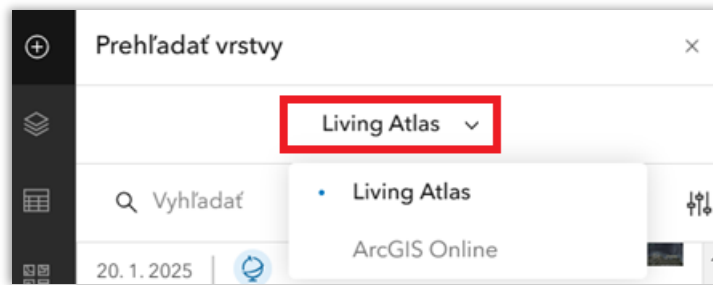 Prehľadať vrstvy
Living Atlas
Vyhľadať
Living Atlas
ArcGIS Online
20. 1. 2025